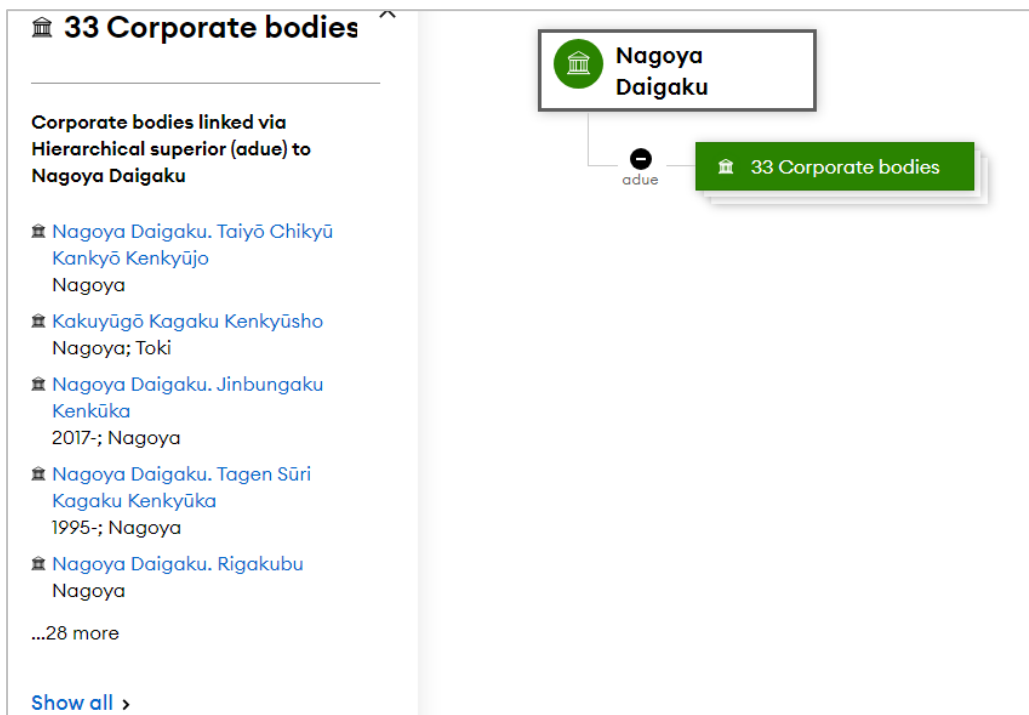 33 Corporate bodies
Corporate bodies linked via
Hierarchical superior (adue) to
Nagoya Daigaku
Nagoya Daigaku. Taiyō Chikyū
Kankyō Kenkyūjo
Nagoya
Kakuyūgō Kagaku Kenkyūsho
Nagoya; Toki
Nagoya Daigaku. Jinbungaku
Kenkūka
2017-; Nagoya
Nagoya Daigaku. Tagen Sūri
Kagaku Kenkyūka
1995-; Nagoya
Nagoya Daigaku. Rigakubu
Nagoya
...28 more
Show all
Nagoya
Daigaku
adue
33 Corporate bodies